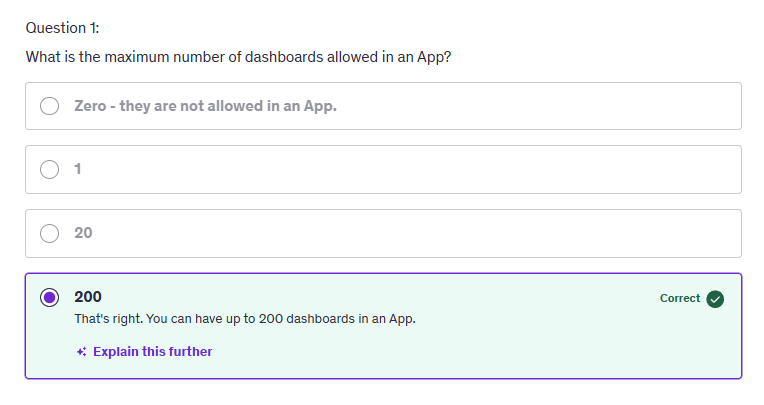 Question 1:
What is the maximum number of dashboards allowed in an App?
Zero - they are not allowed in an App.
1
20
200
Correct
That's right. You can have up to 200 dashboards in an App.
Explain this further